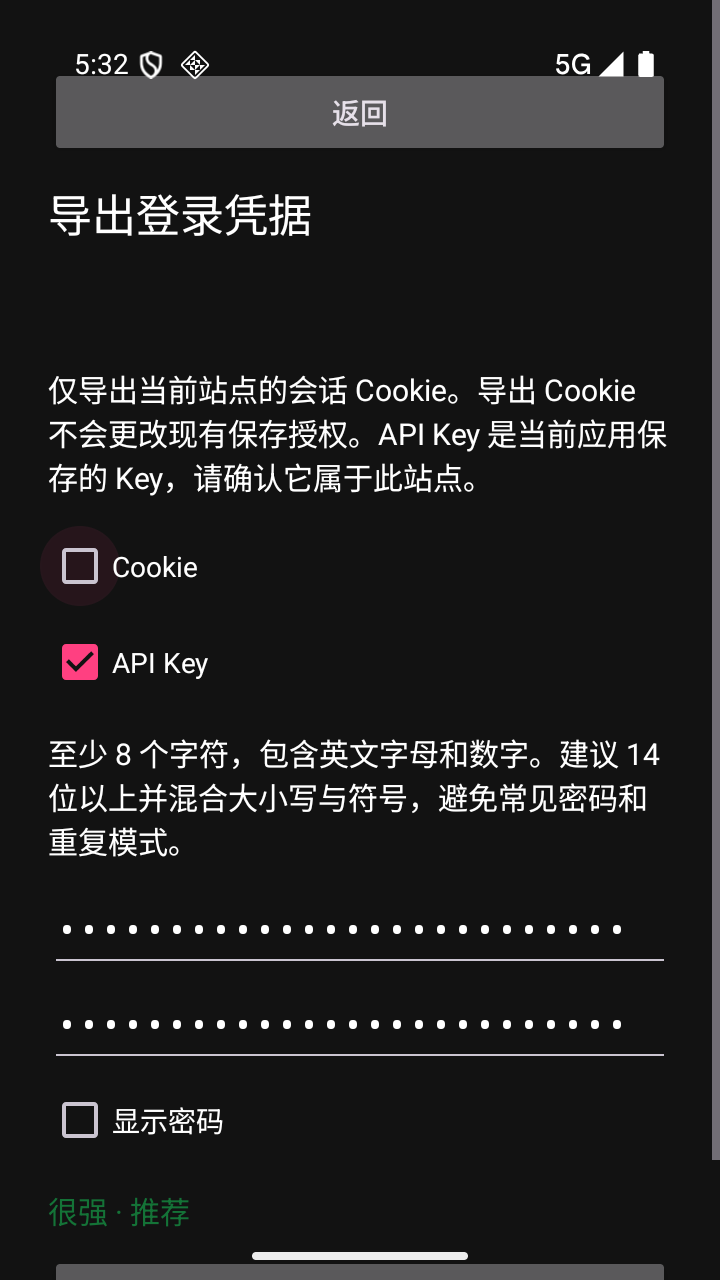 5:32
5G
返回
导出登录凭据
仅导出当前站点的会话 Cookie。导出 Cookie
不会更改现有保存授权。API Key 是当前应用保
存的 Key，请确认它属于此站点。
Cookie
API Key
至少 8 个字符，包含英文字母和数字。建议 14
位以上并混合大小写与符号，避免常见密码和
重复模式。
显示密码
很强 · 推荐